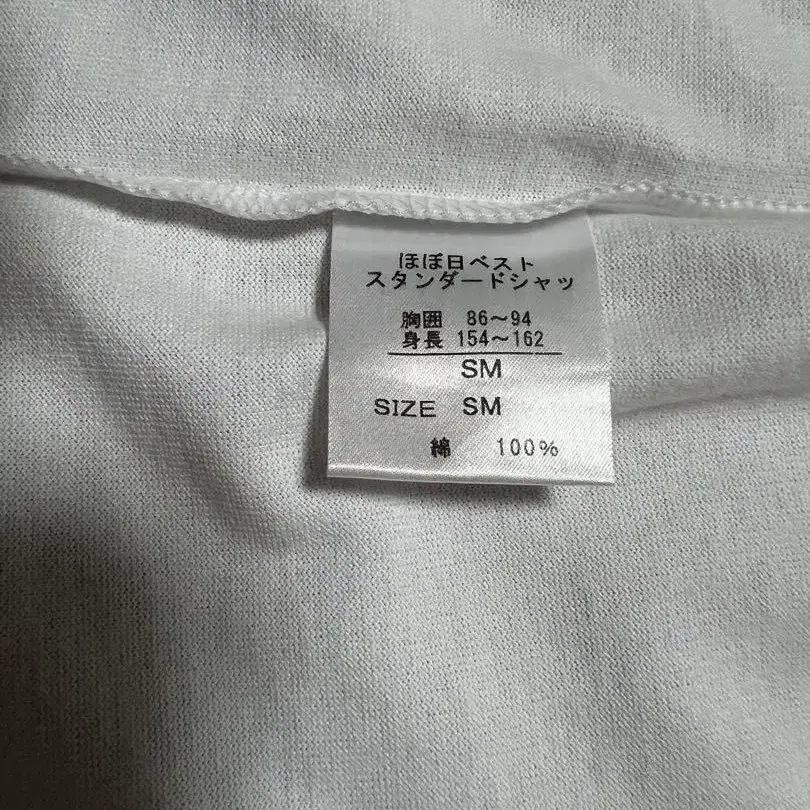 ほぼ日ベスト
スタンダードシャツ
胸囲 86～94
身長 154～162
SM
SIZE SM
綿 100%